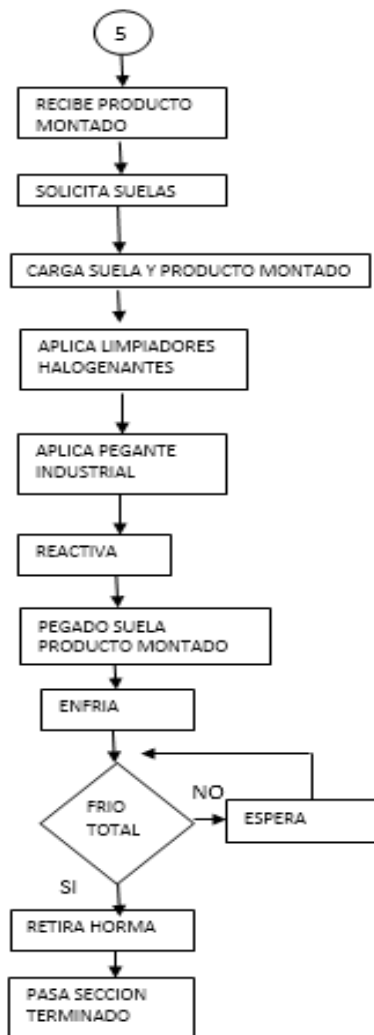 5
RECIBE PRODUCTO
MONTADO
SOLICITA SUELAS
CARGA SUELA Y PRODUCTO MONTADO
APLICA LIMPIADORES
HALOGENANTES
APLICA PEGANTE
INDUSTRIAL
REACTIVA
PEGADO SUELA
PRODUCTO MONTADO
ENFRIA
FRIO
TOTAL
NO
ESPERA
SI
RETIRA HORMA
PASA SECCION
TERMINADO